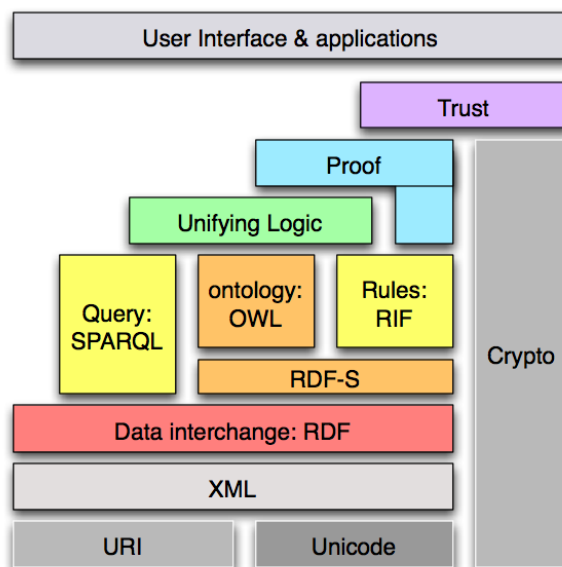 User Interface & applications
Trust
Proof
Unifying Logic
Query:
SPARQL
ontology:
OWL
Rules:
RIF
Crypto
RDF-S
Data interchange: RDF
XML
URI
Unicode